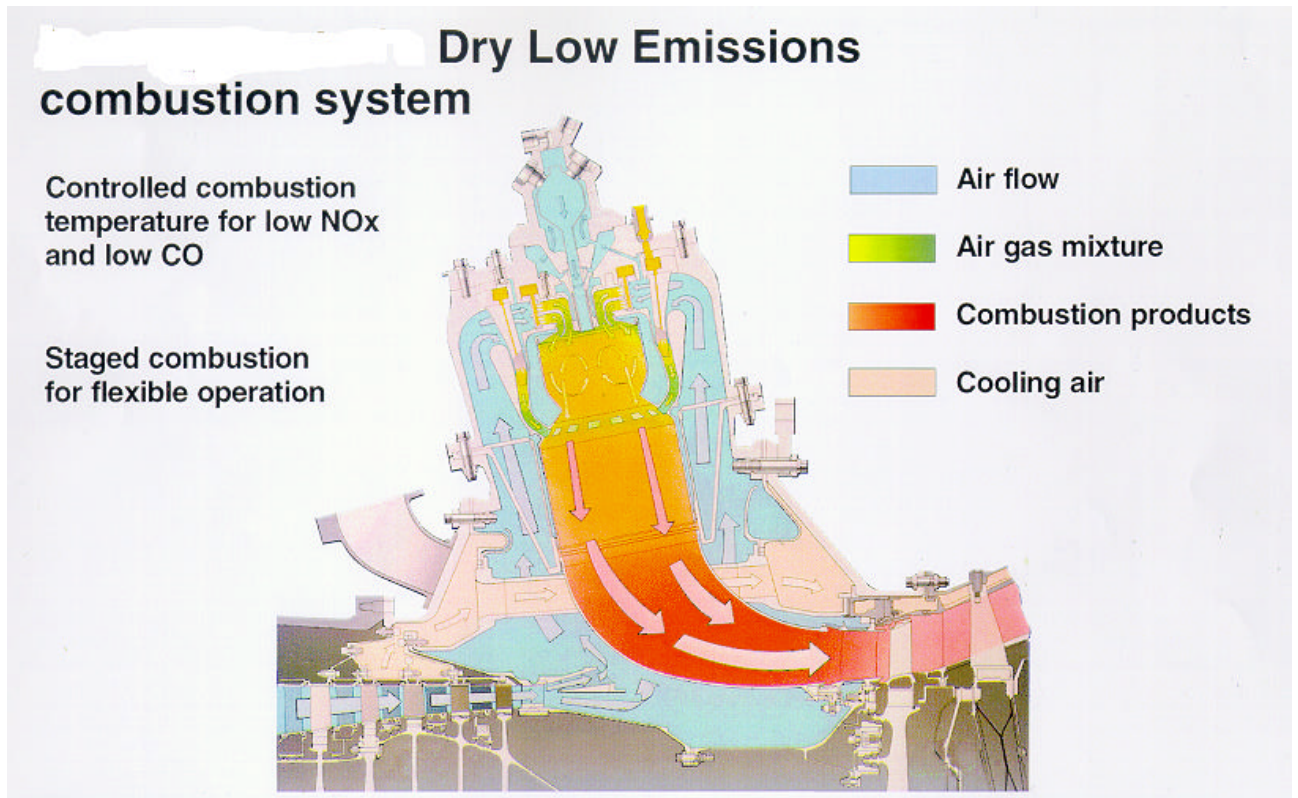 Dry Low Emissions
combustion system
Controlled combustion
temperature for low NOx
and low CO
Staged combustion
for flexible operation
Air flow
Air gas mixture
Combustion products
Cooling air